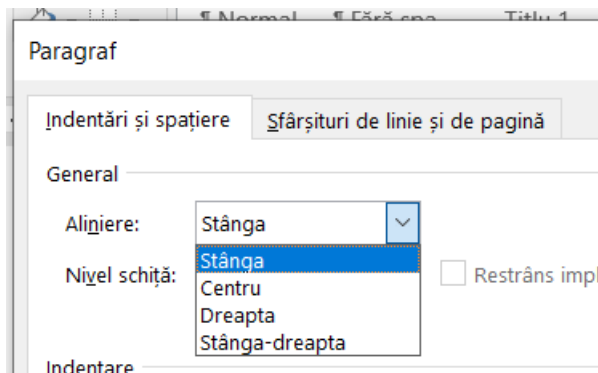 ¶ Normal ¶ Fără spa... Titlu 1
Paragraf
Indentări și spațiere Sfârșituri de linie și de pagină
General
Aliniere: Stânga
Stânga
Nivel schiță: Restrâns impl
Centru
Dreapta
Stânga-dreapta
Indentare